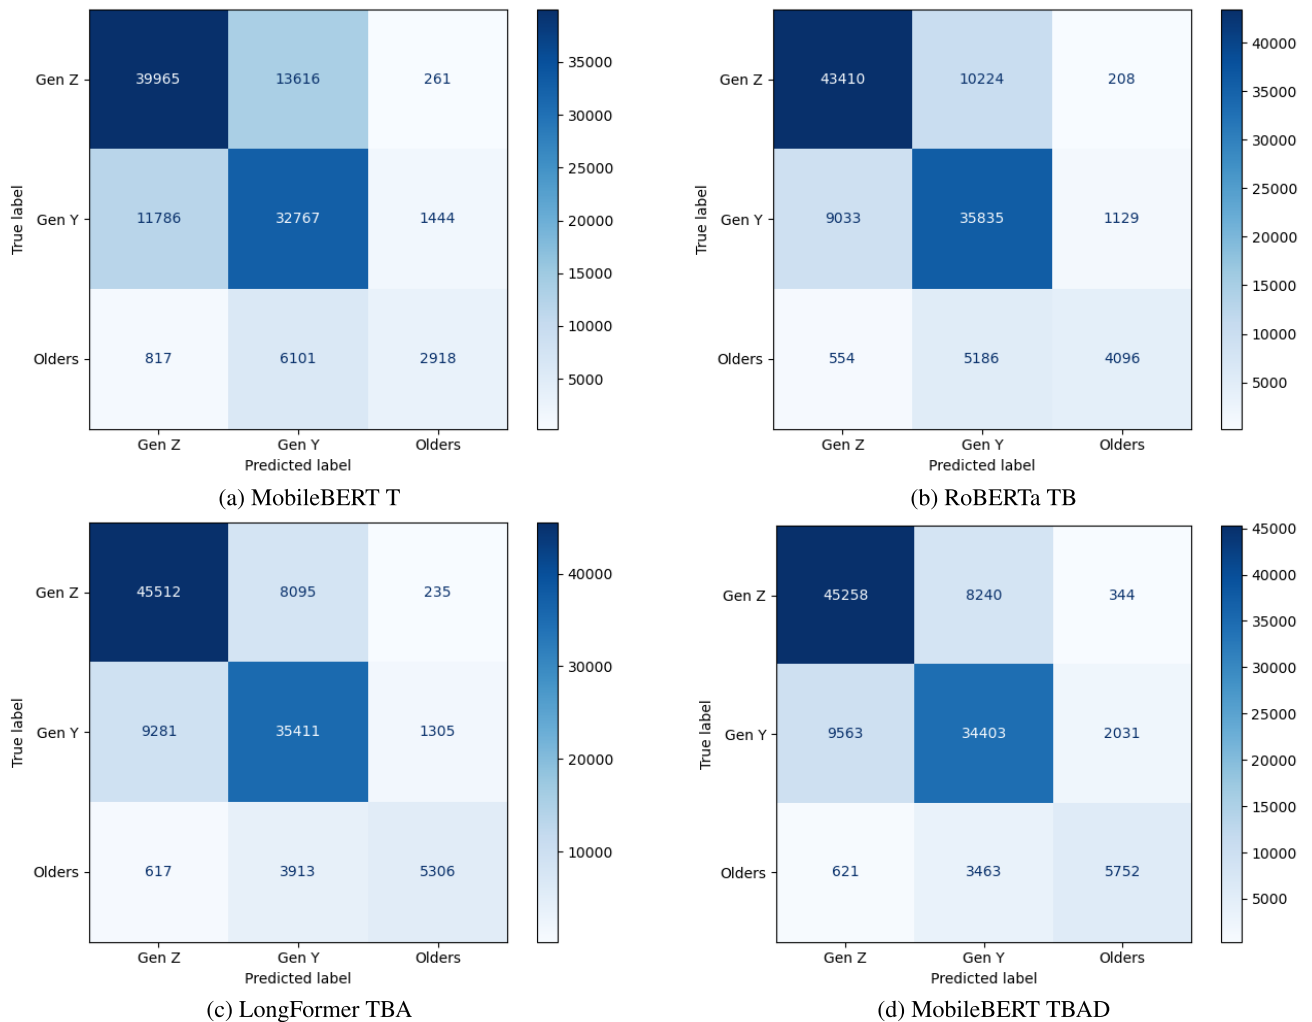 Gen Z
39965 13616 261
Gen Y
11786 32767 1444
Olders
817 6101 2918
Gen Z Gen Y Olders
Predicted label
True label
35000
30000
25000
20000
15000
10000
5000
(a) MobileBERT T
Gen Z
43410 10224 208
Gen Y
9033 35835 1129
Olders
554 5186 4096
Gen Z Gen Y Olders
Predicted label
True label
40000
35000
30000
25000
20000
15000
10000
5000
(b) RoBERTa TB
Gen Z
45512 8095 235
Gen Y
9281 35411 1305
Olders
617 3913 5306
Gen Z Gen Y Olders
Predicted label
True label
40000
30000
20000
10000
(c) LongFormer TBA
Gen Z
45258 8240 344
Gen Y
9563 34403 2031
Olders
621 3463 5752
Gen Z Gen Y Olders
Predicted label
True label
45000
40000
35000
30000
25000
20000
15000
10000
5000
(d) MobileBERT TBAD